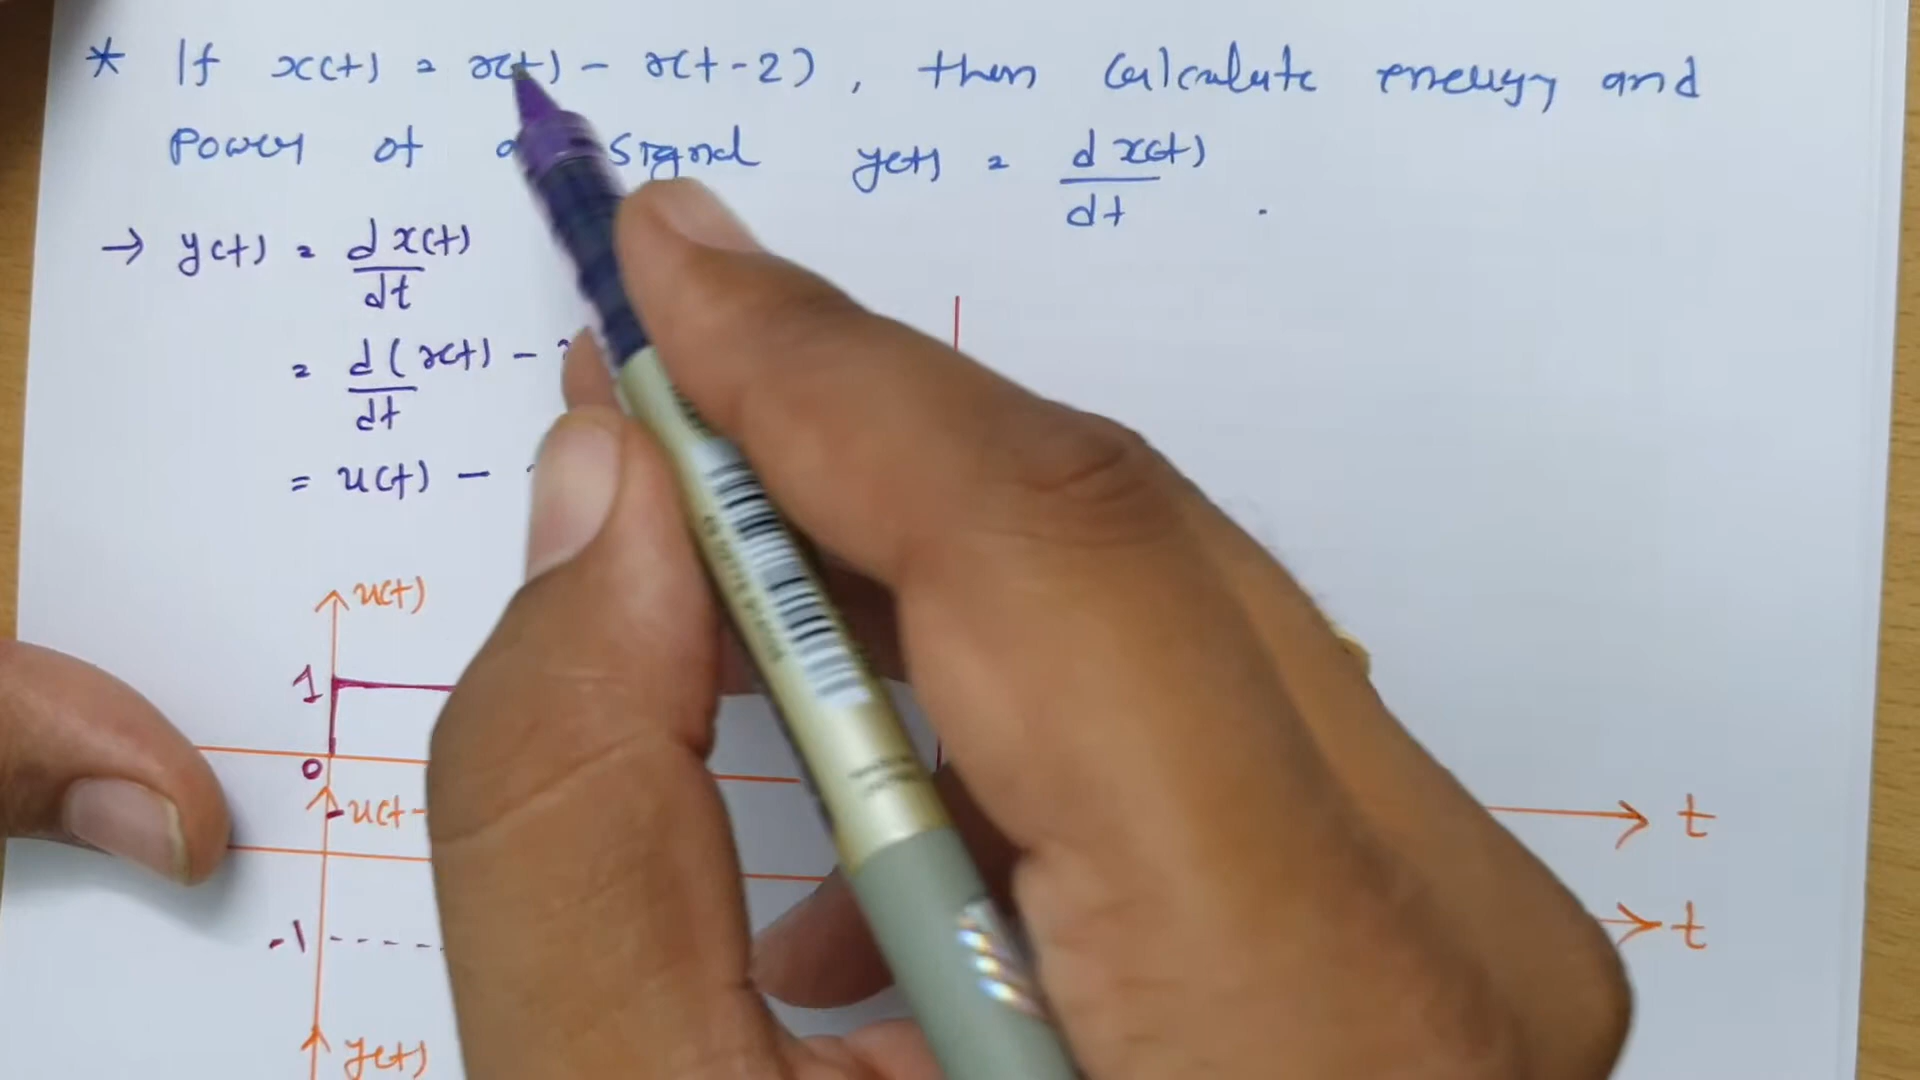 * If x(t) = r(t) - r(t-2), then calculate energy and
Power of signal y(t) = d x(t) / dt .
→ y(t) = d x(t) / dt
= d ( r(t) - / dt
= u(t) -
u(t)
1
0
-u(t-
t
-1
t
y(t)